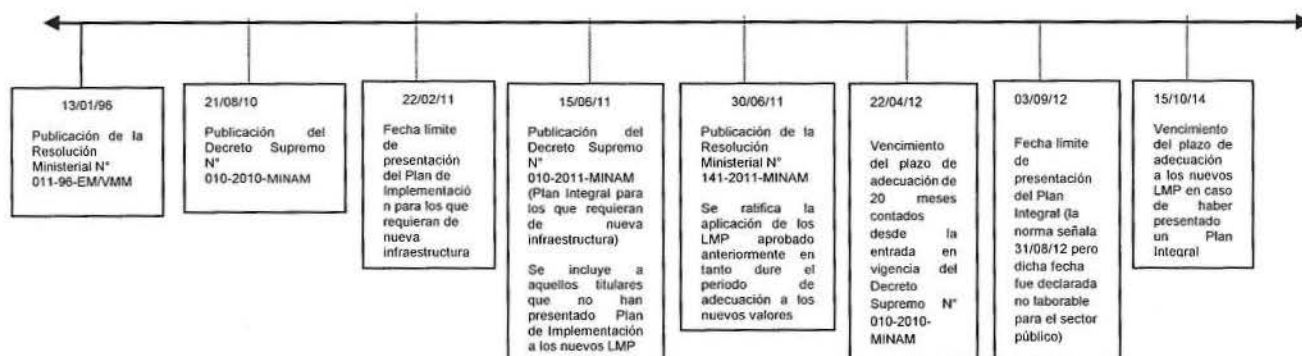 13/01/96
Publicación de la
Resolución
Ministerial N°
011-96-EM/VMM
21/08/10
Publicación del
Decreto Supremo
N°
010-2010-MINAM
22/02/11
Fecha límite
de
presentación
del Plan de
Implementació
n para los que
requieran de
nueva
infraestructura
15/06/11
Publicación del
Decreto Supremo
N°
010-2011-MINAM
(Plan Integral para
los que requieran
de nueva
infraestructura)
Se incluye a
aquellos titulares
que no han
presentado Plan
de Implementación
a los nuevos LMP
30/06/11
Publicación de la
Resolución
Ministerial N°
141-2011-MINAM
Se ratifica la
aplicación de los
LMP aprobado
anteriormente en
tanto dure el
periodo de
adecuación a los
nuevos valores
22/04/12
Vencimiento
del plazo de
adecuación de
20 meses
contados
desde la
entrada en
vigencia del
Decreto
Supremo N°
010-2010-
MINAM
03/09/12
Fecha límite
de
presentación
del Plan
Integral (la
norma señala
31/08/12 pero
dicha fecha
fue declarada
no laborable
para el sector
público)
15/10/14
Vencimiento
del plazo de
adecuación
a los nuevos
LMP en caso
de haber
presentado
un Plan
Integral